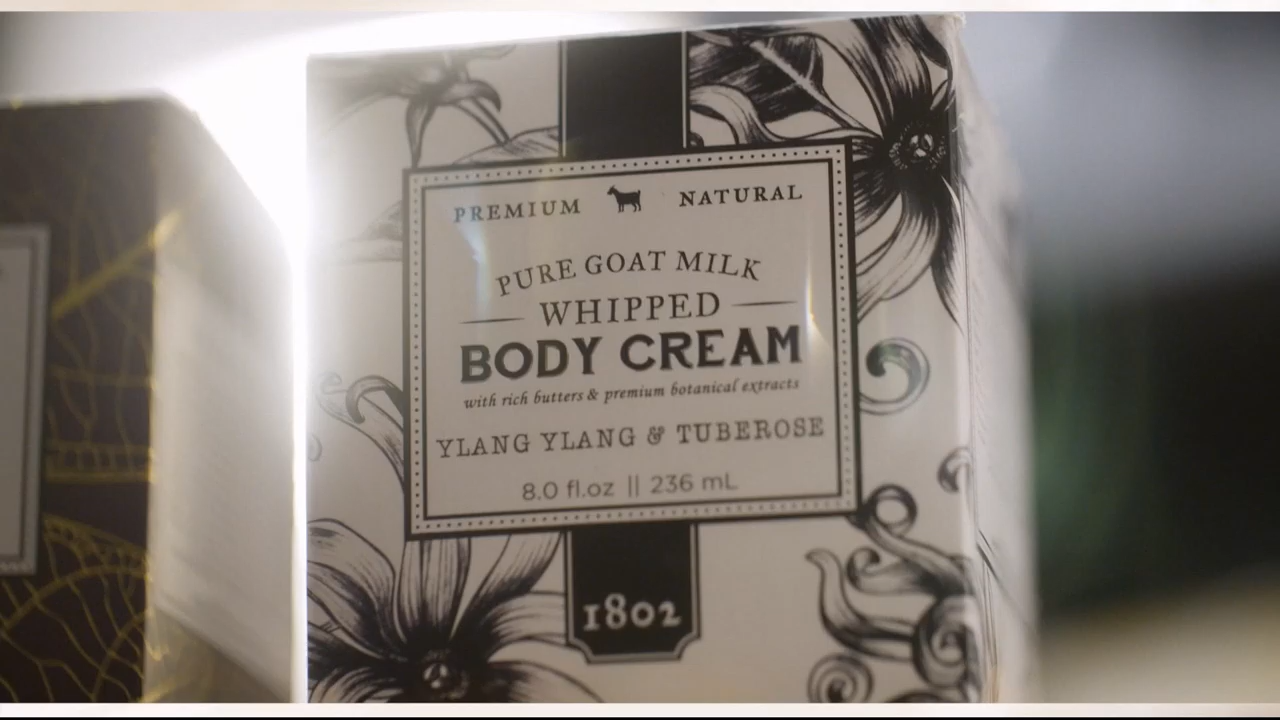 PREMIUM NATURAL
PURE GOAT MILK
WHIPPED
BODY CREAM
with rich butters & premium botanical extracts
YLANG YLANG & TUBEROSE
8.0 fl.oz || 236 mL
1802